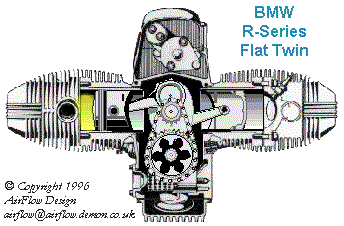 BMW
R-Series
Flat Twin
© Copyright 1996
AirFlow Design
airflow@airflow.demon.co.uk